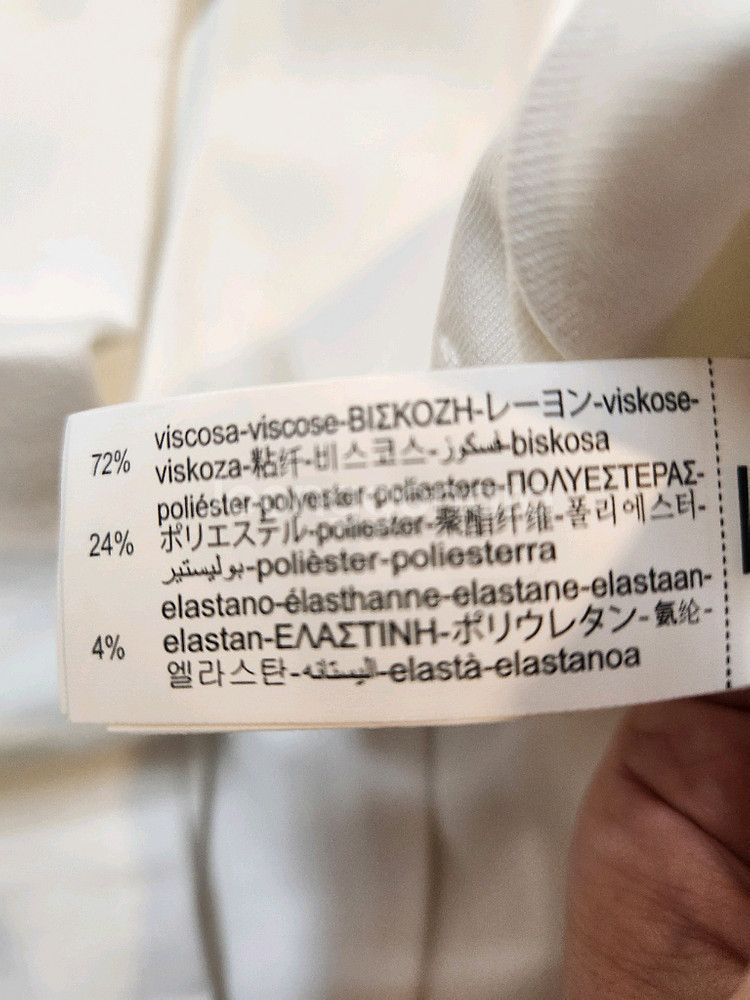 72% viscosa-viscose-ΒΙΣΚΟΖΗ-レーヨン-viskose-
viskoza-粘纤-비스코스-فسكوز-biskosa
poliéster-polyester-poliestere-ΠΟΛΥΕΣΤΕΡΑΣ-
24% ポリエステル-poliester-聚酯纤维-폴리에스터-
بوليستير-polièster-poliesterra
elastano-élasthanne-elastane-elastaan-
4% elastan-ΕΛΑΣΤΙΝΗ-ポリウレタン-氨纶-
엘라스탄-elastà-elastanoa